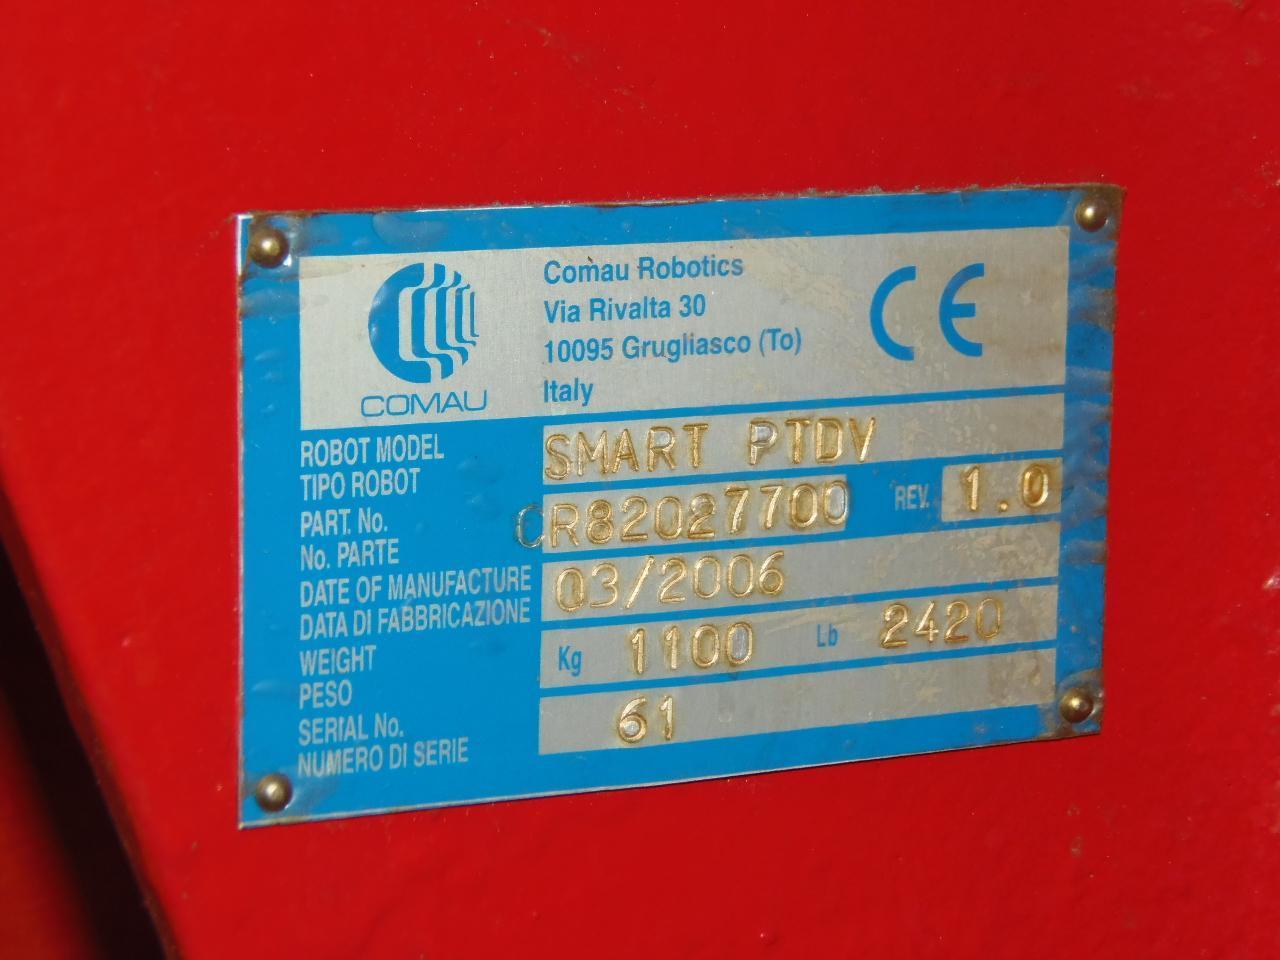 COMAU
Comau Robotics
Via Rivalta 30
10095 Grugliasco (To)
Italy
CE
ROBOT MODEL
TIPO ROBOT
SMART PTDV
PART. No.
No. PARTE
CR82027700
REV. 1.0
DATE OF MANUFACTURE
DATA DI FABBRICAZIONE
03/2006
WEIGHT
PESO
Kg 1100 Lb 2420
SERIAL No.
NUMERO DI SERIE
61